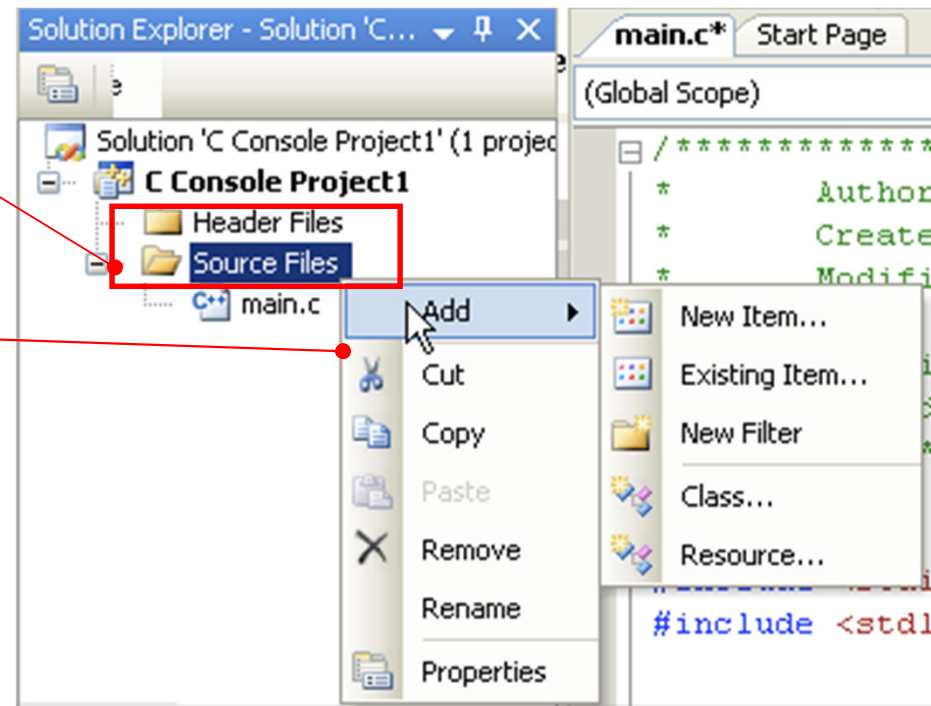 Solution Explorer - Solution 'C...
main.c* Start Page
(Global Scope)
Solution 'C Console Project1' (1 projec
C Console Project1
Header Files
Source Files
main.c
/*************
* Author
* Create
* Modifi
Add
Cut
Copy
Paste
Remove
Rename
Properties
New Item...
Existing Item...
New Filter
Class...
Resource...
#include <stdl